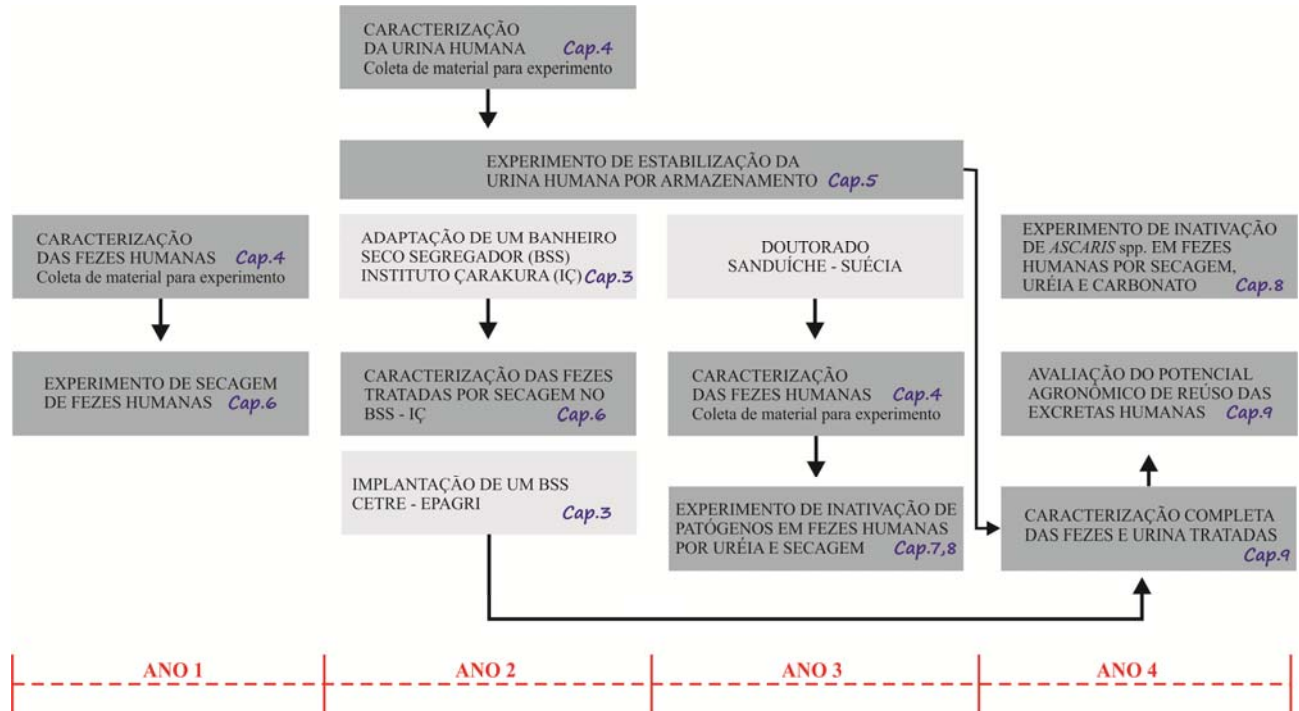 CARACTERIZAÇÃO
DA URINA HUMANA Cap.4
Coleta de material para experimento
EXPERIMENTO DE ESTABILIZAÇÃO DA
URINA HUMANA POR ARMAZENAMENTO Cap.5
CARACTERIZAÇÃO
DAS FEZES HUMANAS Cap.4
Coleta de material para experimento
ADAPTAÇÃO DE UM BANHEIRO
SECO SEGREGADOR (BSS)
INSTITUTO ÇARAKURA (IÇ) Cap.3
DOUTORADO
SANDUÍCHE - SUÉCIA
EXPERIMENTO DE INATIVAÇÃO
DE ASCARIS spp. EM FEZES
HUMANAS POR SECAGEM,
URÉIA E CARBONATO Cap.8
EXPERIMENTO DE SECAGEM
DE FEZES HUMANAS Cap.6
CARACTERIZAÇÃO DAS FEZES
TRATADAS POR SECAGEM NO
BSS - IÇ Cap.6
CARACTERIZAÇÃO
DAS FEZES HUMANAS Cap.4
Coleta de material para experimento
AVALIAÇÃO DO POTENCIAL
AGRONÔMICO DE REÚSO DAS
EXCRETAS HUMANAS Cap.9
IMPLANTAÇÃO DE UM BSS
CETRE - EPAGRI
Cap.3
EXPERIMENTO DE INATIVAÇÃO DE
PATÓGENOS EM FEZES HUMANAS
POR URÉIA E SECAGEM Cap.7,8
CARACTERIZAÇÃO COMPLETA
DAS FEZES E URINA TRATADAS
Cap.9
ANO 1
ANO 2
ANO 3
ANO 4